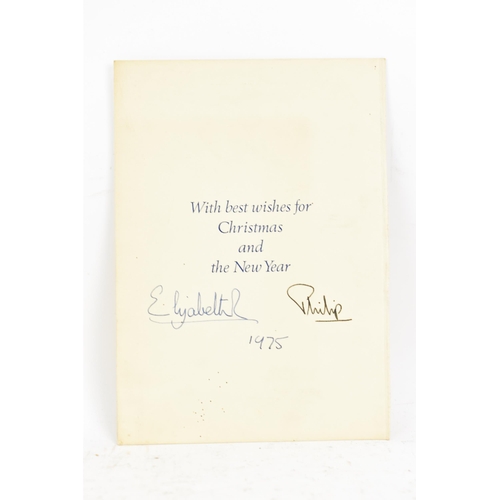 With best wishes for
Christmas
and
the New Year
Elizabeth R Philip
1975